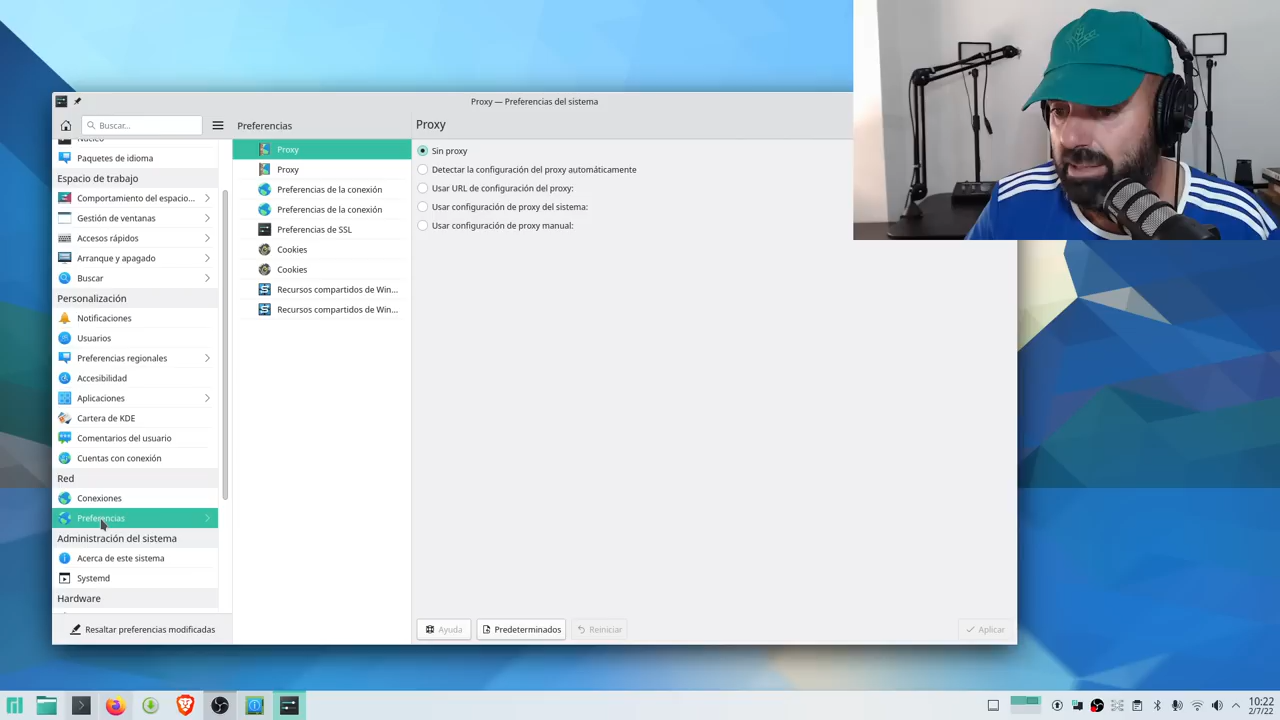 Proxy — Preferencias del sistema
Buscar...
Preferencias
Proxy
Núcleo
Paquetes de idioma
Espacio de trabajo
Comportamiento del espacio...
Gestión de ventanas
Accesos rápidos
Arranque y apagado
Buscar
Personalización
Notificaciones
Usuarios
Preferencias regionales
Accesibilidad
Aplicaciones
Cartera de KDE
Comentarios del usuario
Cuentas con conexión
Red
Conexiones
Preferencias
Administración del sistema
Acerca de este sistema
Systemd
Hardware
Resaltar preferencias modificadas
Proxy
Proxy
Preferencias de la conexión
Preferencias de la conexión
Preferencias de SSL
Cookies
Cookies
Recursos compartidos de Win...
Recursos compartidos de Win...
Sin proxy
Detectar la configuración del proxy automáticamente
Usar URL de configuración del proxy:
Usar configuración de proxy del sistema:
Usar configuración de proxy manual:
Ayuda
Predeterminados
Reiniciar
Aplicar
10:22
2/7/22